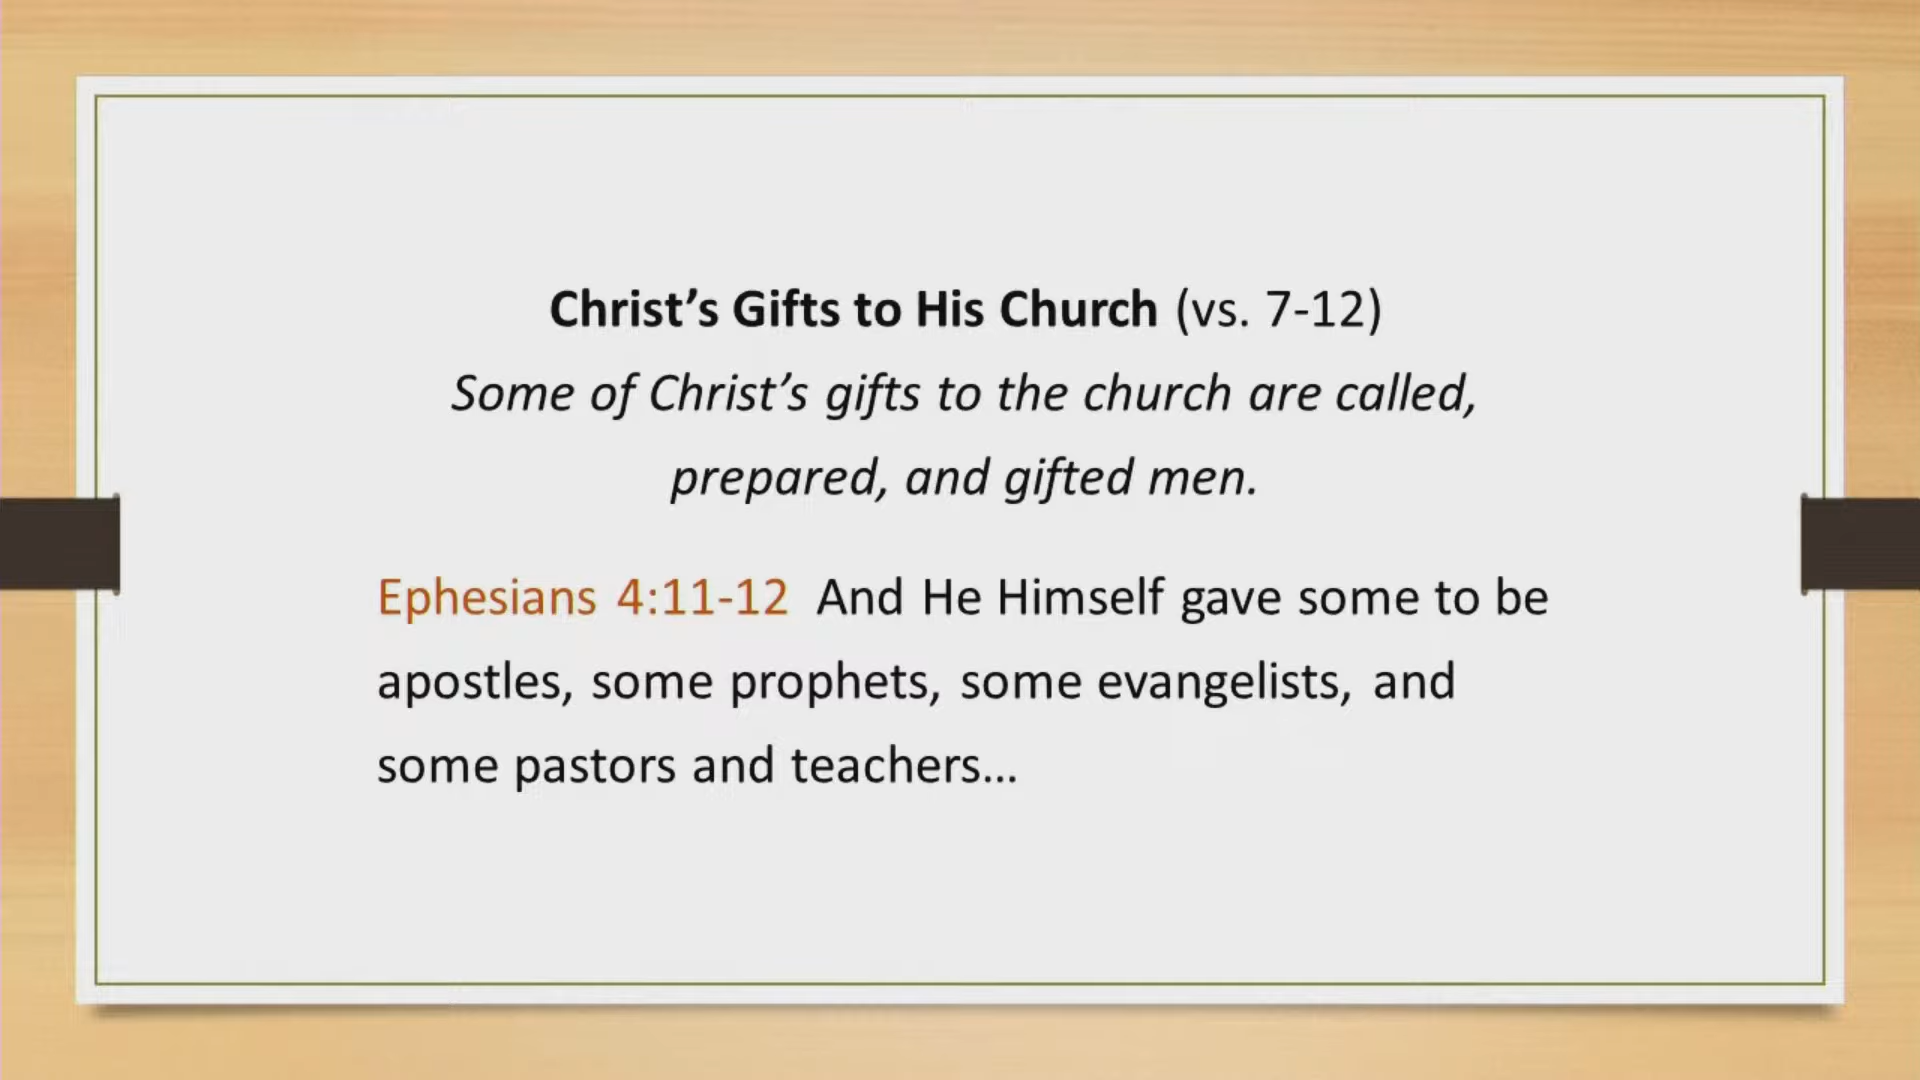 Christ’s Gifts to His Church (vs. 7-12)
Some of Christ’s gifts to the church are called,
prepared, and gifted men.
Ephesians 4:11-12 And He Himself gave some to be
apostles, some prophets, some evangelists, and
some pastors and teachers...